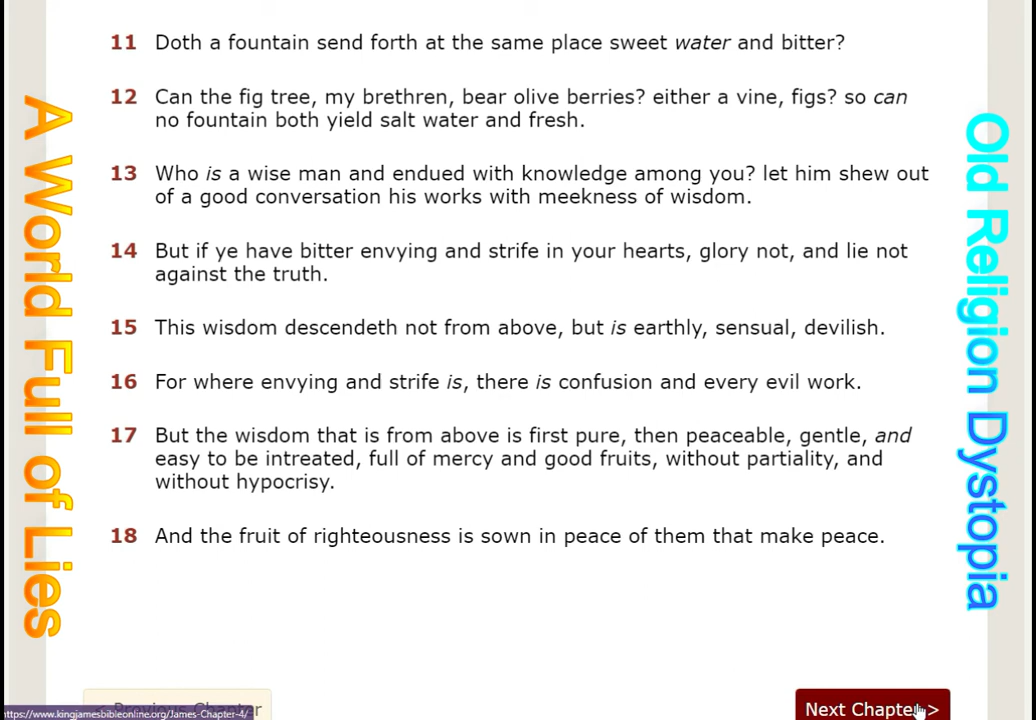 11 Doth a fountain send forth at the same place sweet water and bitter?
12 Can the fig tree, my brethren, bear olive berries? either a vine, figs? so can
no fountain both yield salt water and fresh.
13 Who is a wise man and endued with knowledge among you? let him shew out
of a good conversation his works with meekness of wisdom.
14 But if ye have bitter envying and strife in your hearts, glory not, and lie not
against the truth.
15 This wisdom descendeth not from above, but is earthly, sensual, devilish.
16 For where envying and strife is, there is confusion and every evil work.
17 But the wisdom that is from above is first pure, then peaceable, gentle, and
easy to be intreated, full of mercy and good fruits, without partiality, and
without hypocrisy.
18 And the fruit of righteousness is sown in peace of them that make peace.
A World Full of Lies
Old Religion Dystopia
Previous Chapter
Next Chapter >
https://www.kingjamesbibleonline.org/James-Chapter-4/